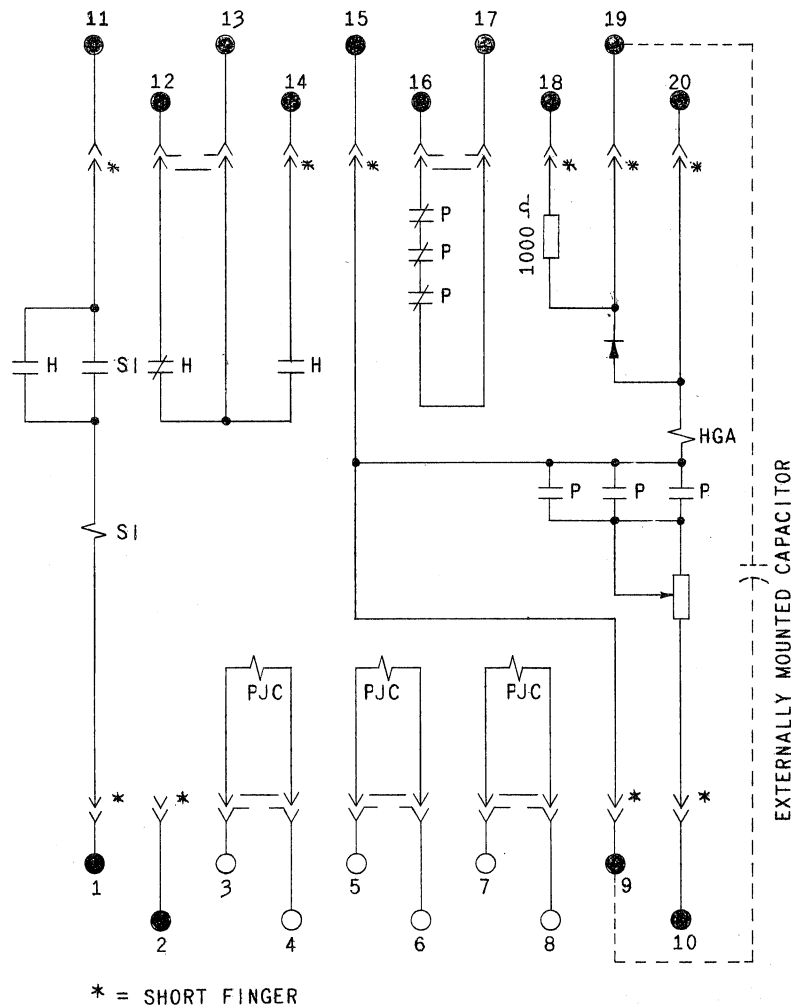 11 13 15 17 19
12 14 16 18 20
* * * * *
*
P
P
P
1000 Ω
H SI H H
HGA
P P P
SI
EXTERNALLY MOUNTED CAPACITOR
PJC PJC PJC
* * * *
1 3 5 7 9
2 4 6 8 10
* = SHORT FINGER